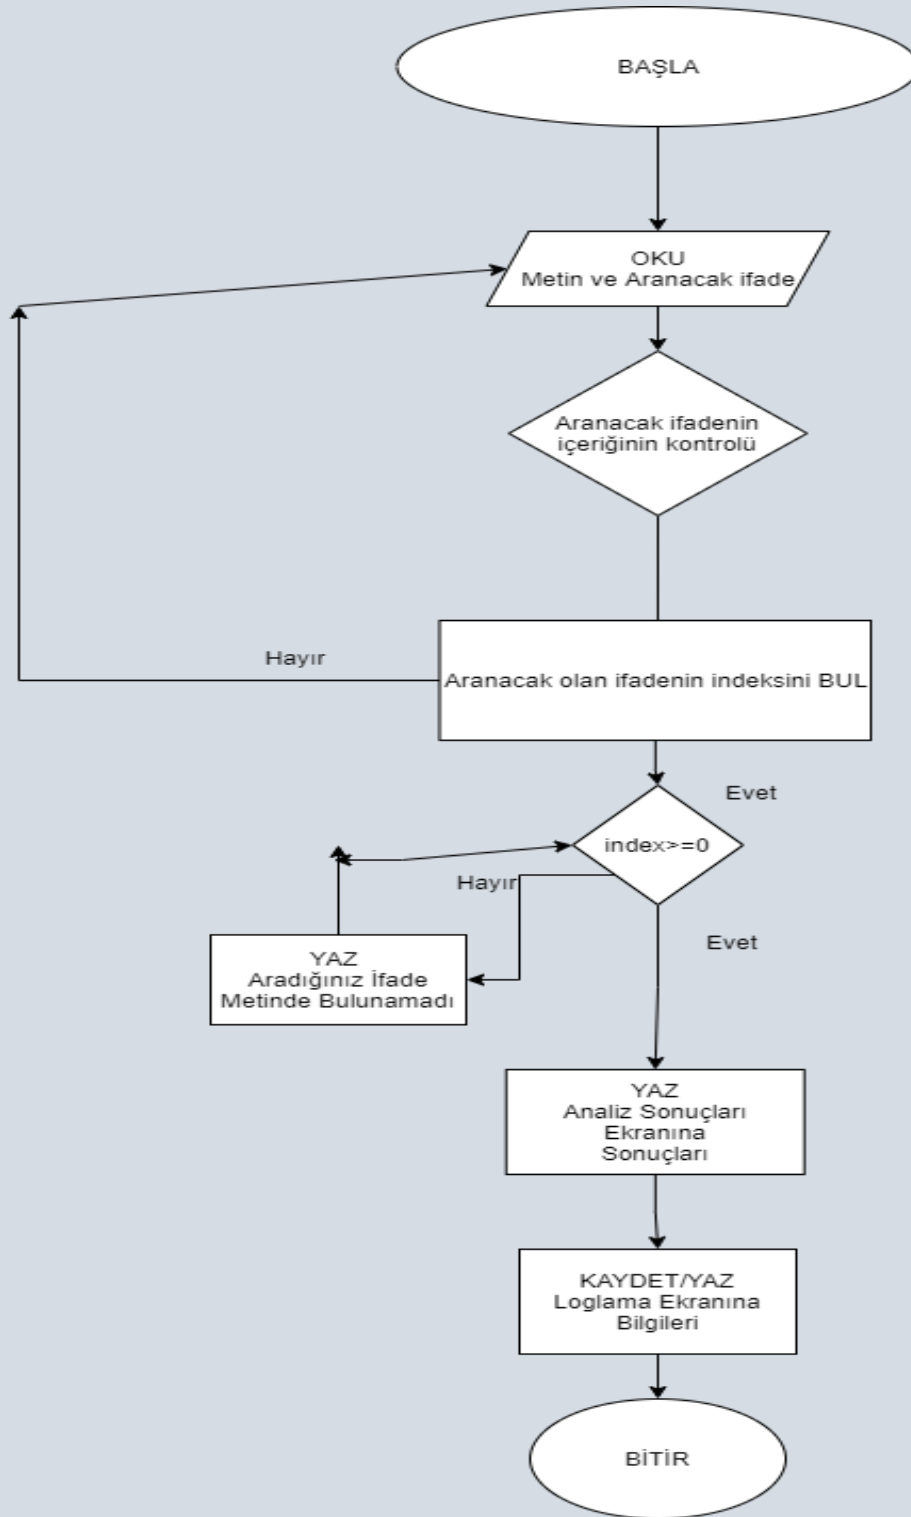 BAŞLA
OKU
Metin ve Aranacak ifade
Aranacak ifadenin
içeriğinin kontrolü
Hayır
Aranacak olan ifadenin indeksini BUL
Evet
index>=0
Hayır
Evet
YAZ
Aradığınız İfade
Metinde Bulunamadı
YAZ
Analiz Sonuçları
Ekranına
Sonuçları
KAYDET/YAZ
Loglama Ekranına
Bilgileri
BİTİR